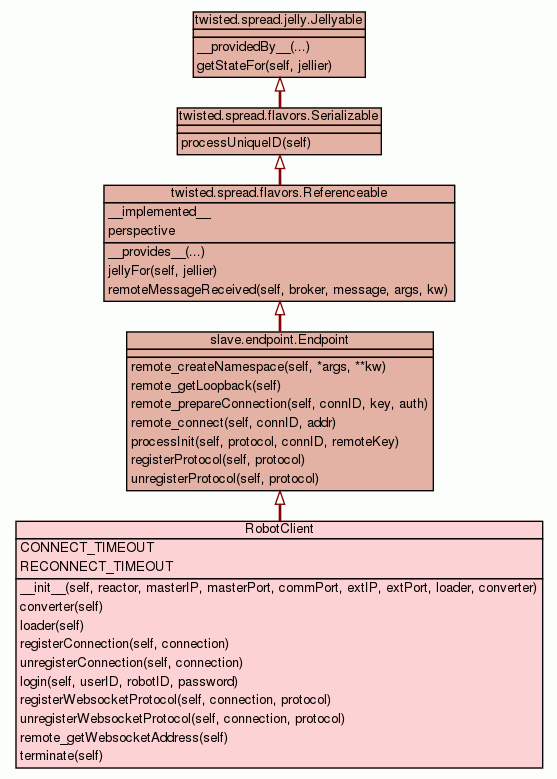 twisted.spread.jelly.Jellyable
__providedBy__(...)
getStateFor(self, jellier)
twisted.spread.flavors.Serializable
processUniqueID(self)
twisted.spread.flavors.Referenceable
__implemented__
perspective
__provides__(...)
jellyFor(self, jellier)
remoteMessageReceived(self, broker, message, args, kw)
slave.endpoint.Endpoint
remote_createNamespace(self, *args, **kw)
remote_getLoopback(self)
remote_prepareConnection(self, connID, key, auth)
remote_connect(self, connID, addr)
processInit(self, protocol, connID, remoteKey)
registerProtocol(self, protocol)
unregisterProtocol(self, protocol)
RobotClient
CONNECT_TIMEOUT
RECONNECT_TIMEOUT
__init__(self, reactor, masterIP, masterPort, commPort, extIP, extPort, loader, converter)
converter(self)
loader(self)
registerConnection(self, connection)
unregisterConnection(self, connection)
login(self, userID, robotID, password)
registerWebsocketProtocol(self, connection, protocol)
unregisterWebsocketProtocol(self, connection, protocol)
remote_getWebsocketAddress(self)
terminate(self)